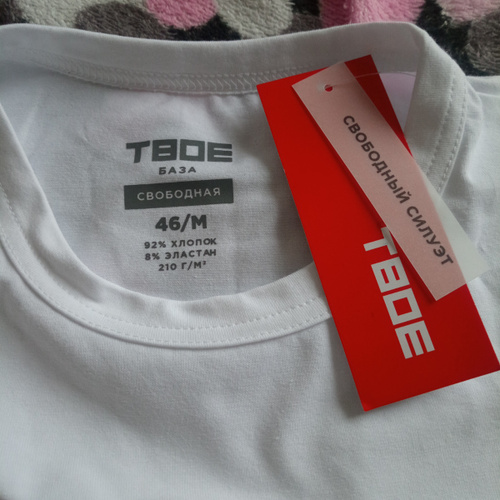 ТВОЕ
БАЗА
СВОБОДНАЯ
46/M
92% ХЛОПОК
8% ЭЛАСТАН
210 Г/М²
СВОБОДНЫЙ СИЛУЭТ
ТВОЕ